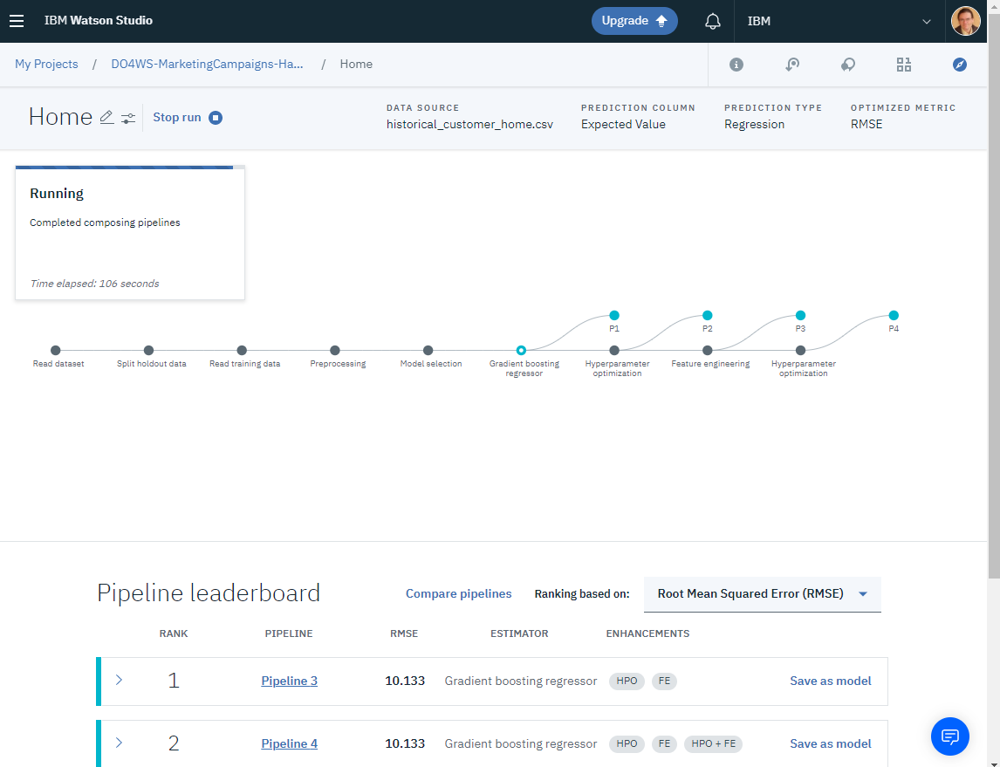 IBM Watson Studio
Upgrade
IBM
My Projects / DO4WS-MarketingCampaigns-Ha... / Home
Home
Stop run
DATA SOURCE
historical_customer_home.csv
PREDICTION COLUMN
Expected Value
PREDICTION TYPE
Regression
OPTIMIZED METRIC
RMSE
Running
Completed composing pipelines
Time elapsed: 106 seconds
P1 P2 P3 P4
Read dataset
Split holdout data
Read training data
Preprocessing
Model selection
Gradient boosting
regressor
Hyperparameter
optimization
Feature engineering
Hyperparameter
optimization
Pipeline leaderboard
Compare pipelines
Ranking based on:
Root Mean Squared Error (RMSE)
RANK PIPELINE RMSE ESTIMATOR ENHANCEMENTS
1 Pipeline 3 10.133 Gradient boosting regressor HPO FE Save as model
2 Pipeline 4 10.133 Gradient boosting regressor HPO FE HPO + FE Save as model